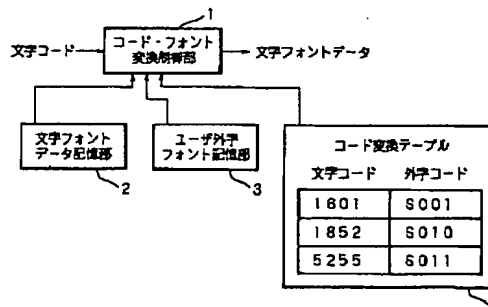 1
文字コード
コード・フォント
変換制御部
文字フォントデータ
文字フォント
データ記憶部
2
ユーザ外字
フォント記憶部
3
コード変換テーブル
文字コード 外字コード
1601 S001
1852 S010
5255 S011